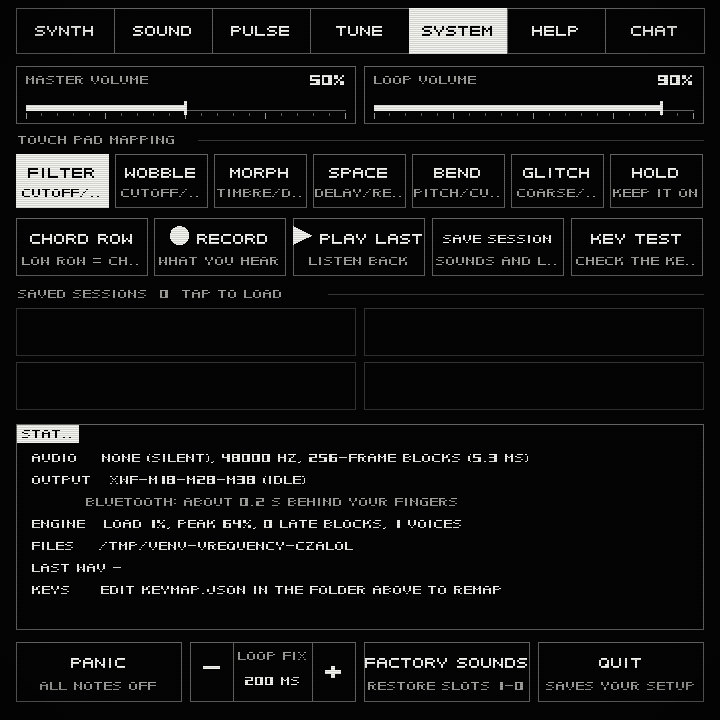 SYNTH SOUND PULSE TUNE SYSTEM HELP CHAT
MASTER VOLUME 50% LOOP VOLUME 90%
TOUCH PAD MAPPING
FILTER WOBBLE MORPH SPACE BEND GLITCH HOLD
CUTOFF/.. CUTOFF/.. TIMBRE/D.. DELAY/RE.. PITCH/CU.. COARSE/.. KEEP IT ON
CHORD ROW RECORD PLAY LAST SAVE SESSION KEY TEST
LOW ROW = CH.. WHAT YOU HEAR LISTEN BACK SOUNDS AND L.. CHECK THE KE..
SAVED SESSIONS TAP TO LOAD
STAT..
AUDIO NONE (SILENT), 48000 HZ, 256-FRAME BLOCKS (5.3 MS)
OUTPUT XWF-M18-M28-M38 (IDLE)
BLUETOOTH: ABOUT 0.2 S BEHIND YOUR FINGERS
ENGINE LOAD 1%, PEAK 64%, 0 LATE BLOCKS, 1 VOICES
FILES /TMP/VENV-VREQUENCY-CZALOL
LAST WAV -
KEYS EDIT KEYMAP.JSON IN THE FOLDER ABOVE TO REMAP
PANIC − LOOP FIX + FACTORY SOUNDS QUIT
ALL NOTES OFF 200 MS RESTORE SLOTS 1-0 SAVES YOUR SETUP